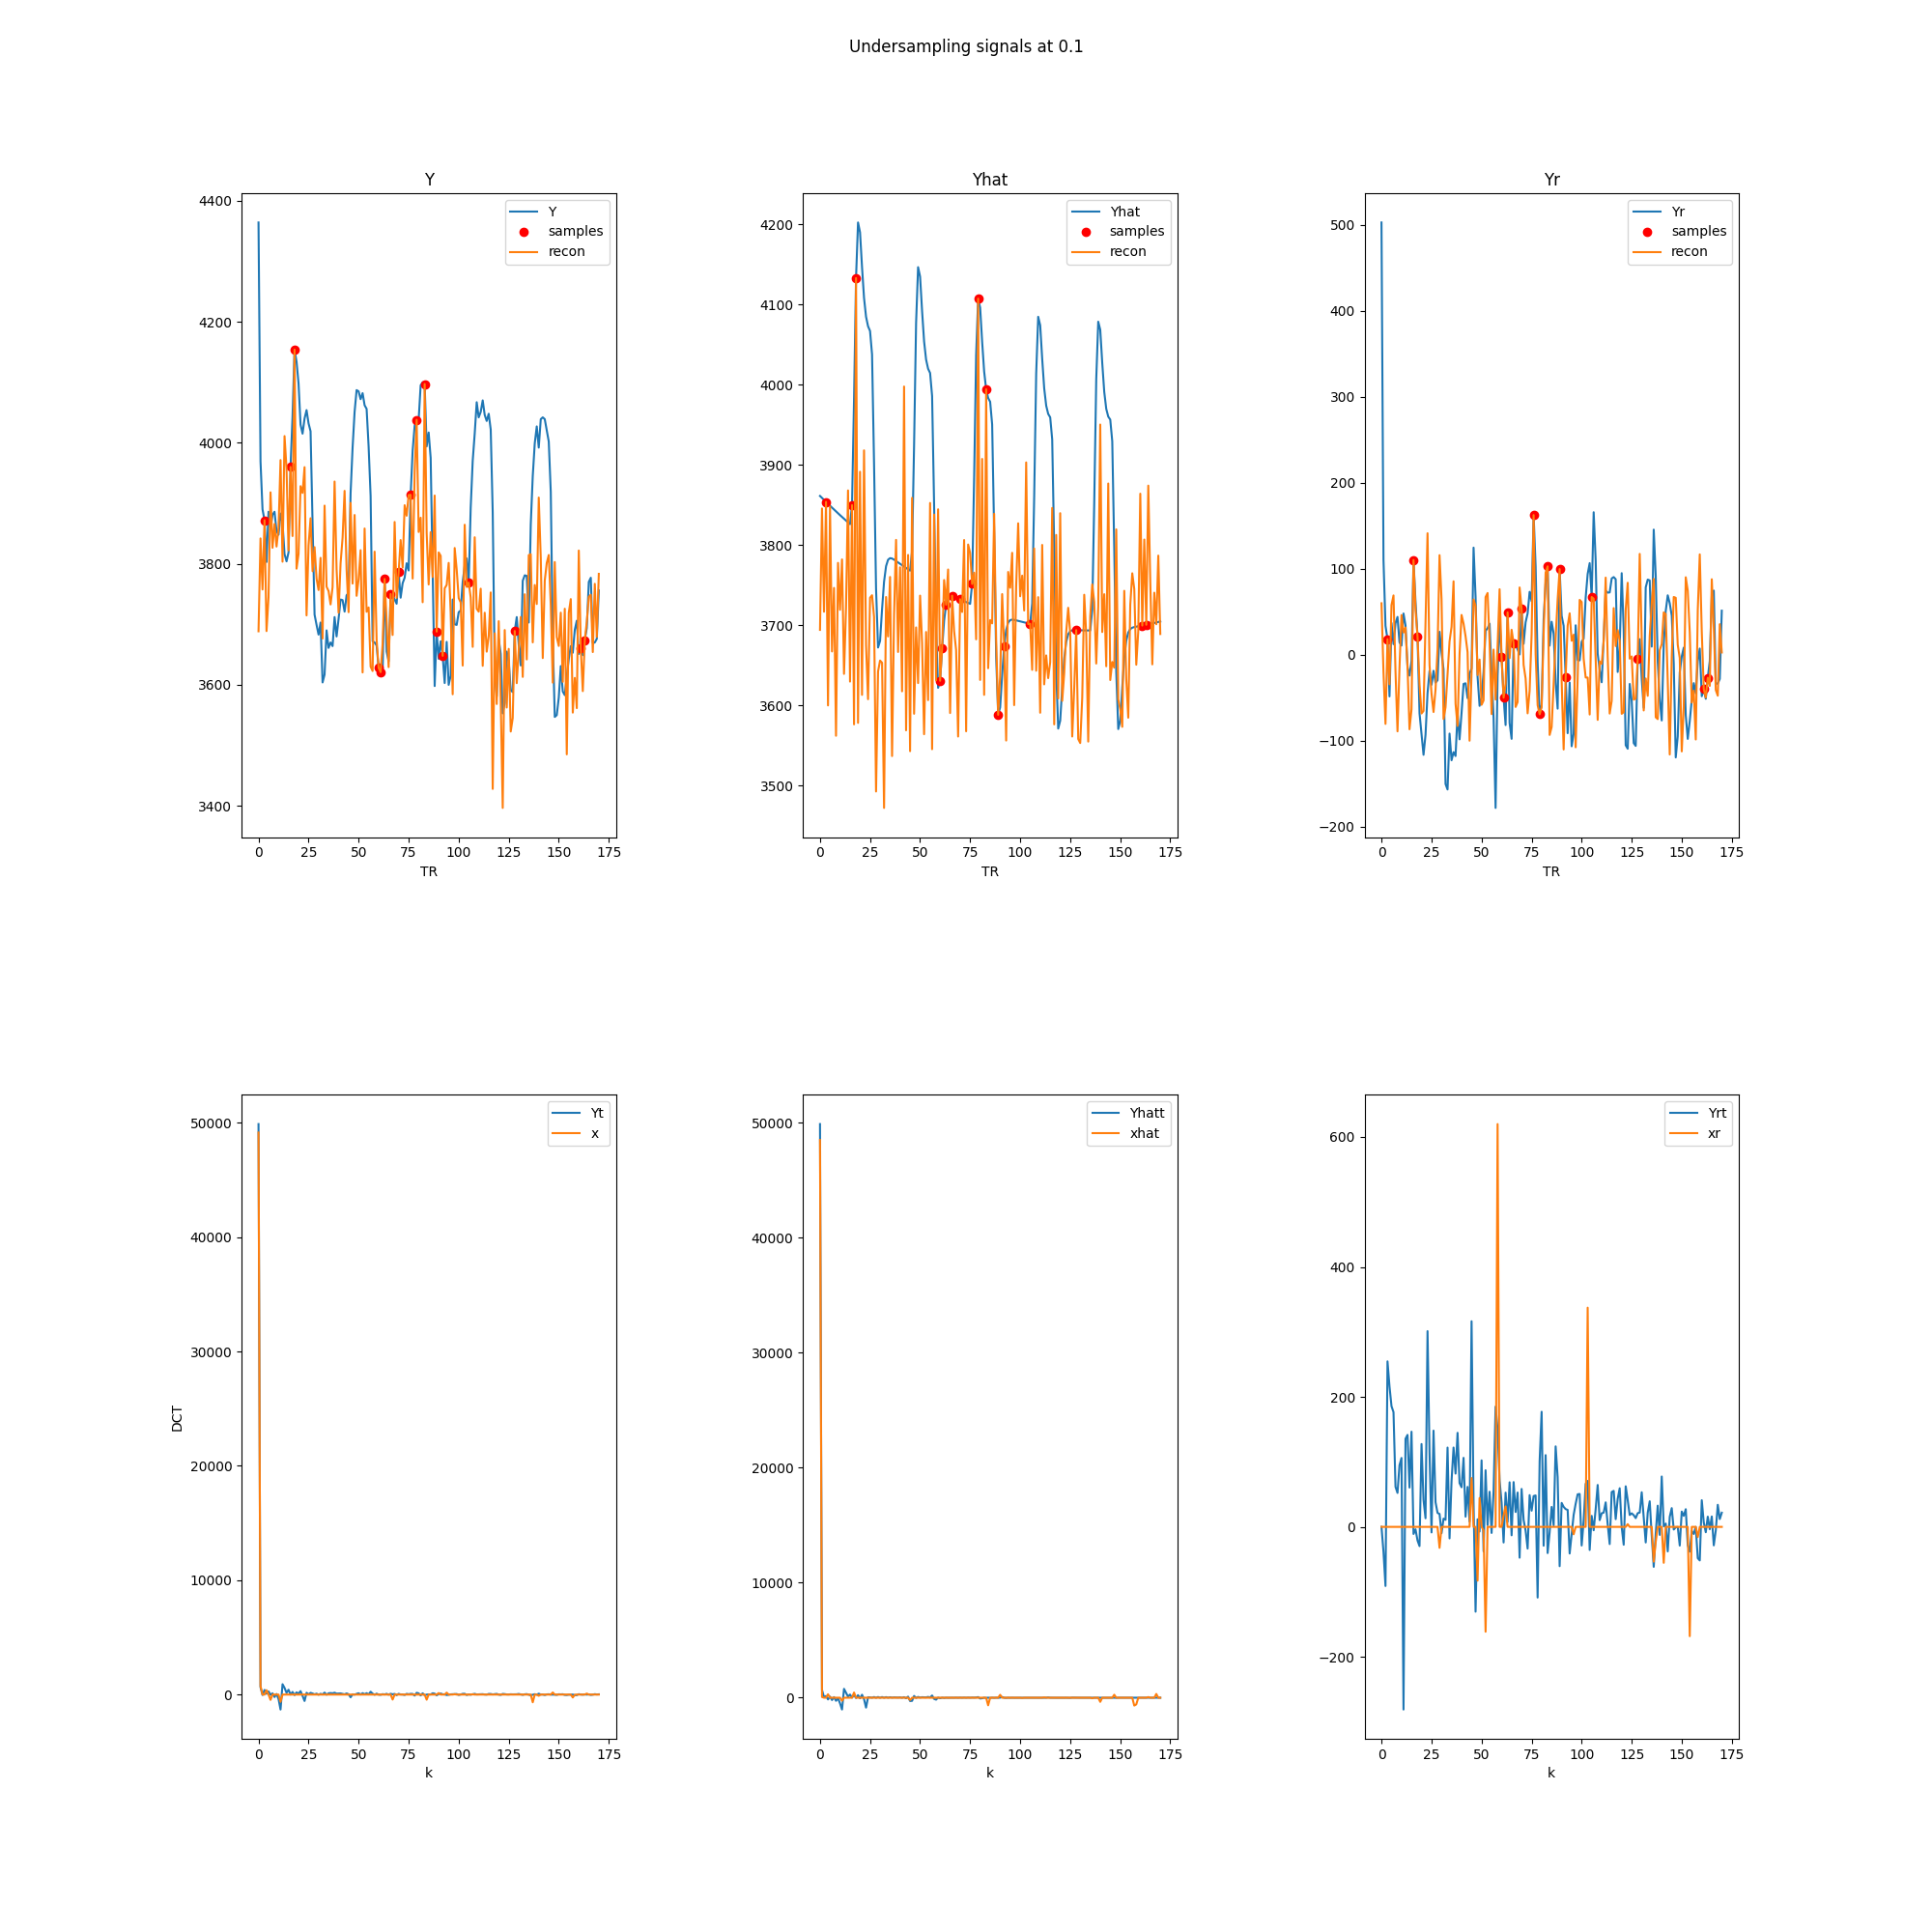 Undersampling signals at 0.1
Y
Y
samples
recon
4400
4200
4000
3800
3600
3400
0 25 50 75 100 125 150 175
TR
Yhat
Yhat
samples
recon
4200
4100
4000
3900
3800
3700
3600
3500
0 25 50 75 100 125 150 175
TR
Yr
Yr
samples
recon
500
400
300
200
100
0
−100
−200
0 25 50 75 100 125 150 175
TR
Yt
x
50000
40000
30000
20000
10000
0
DCT
0 25 50 75 100 125 150 175
k
Yhatt
xhat
50000
40000
30000
20000
10000
0
0 25 50 75 100 125 150 175
k
Yrt
xr
600
400
200
0
−200
0 25 50 75 100 125 150 175
k